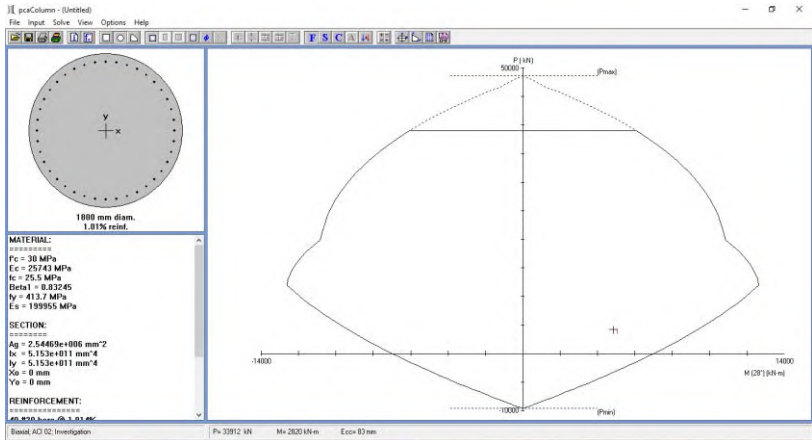 pcaColumn - (Untitled)
File Input Solve View Options Help
F S C A
y
x
1800 mm diam.
1.01% reinf.
MATERIAL:
=========
f'c = 30 MPa
Ec = 25743 MPa
fc = 25.5 MPa
Beta1 = 0.83245
fy = 413.7 MPa
Es = 199955 MPa
SECTION:
========
Ag = 2.54469e+006 mm^2
Ix = 5.153e+011 mm^4
Iy = 5.153e+011 mm^4
Xo = 0 mm
Yo = 0 mm
REINFORCEMENT:
==============
P (kN)
50000
(Pmax)
-14000
14000
M (28°) (kN-m)
-10000
(Pmin)
Biaxial; ACI 02; Investigation
P= 33912 kN M= 2820 kN-m Ecc= 83 mm